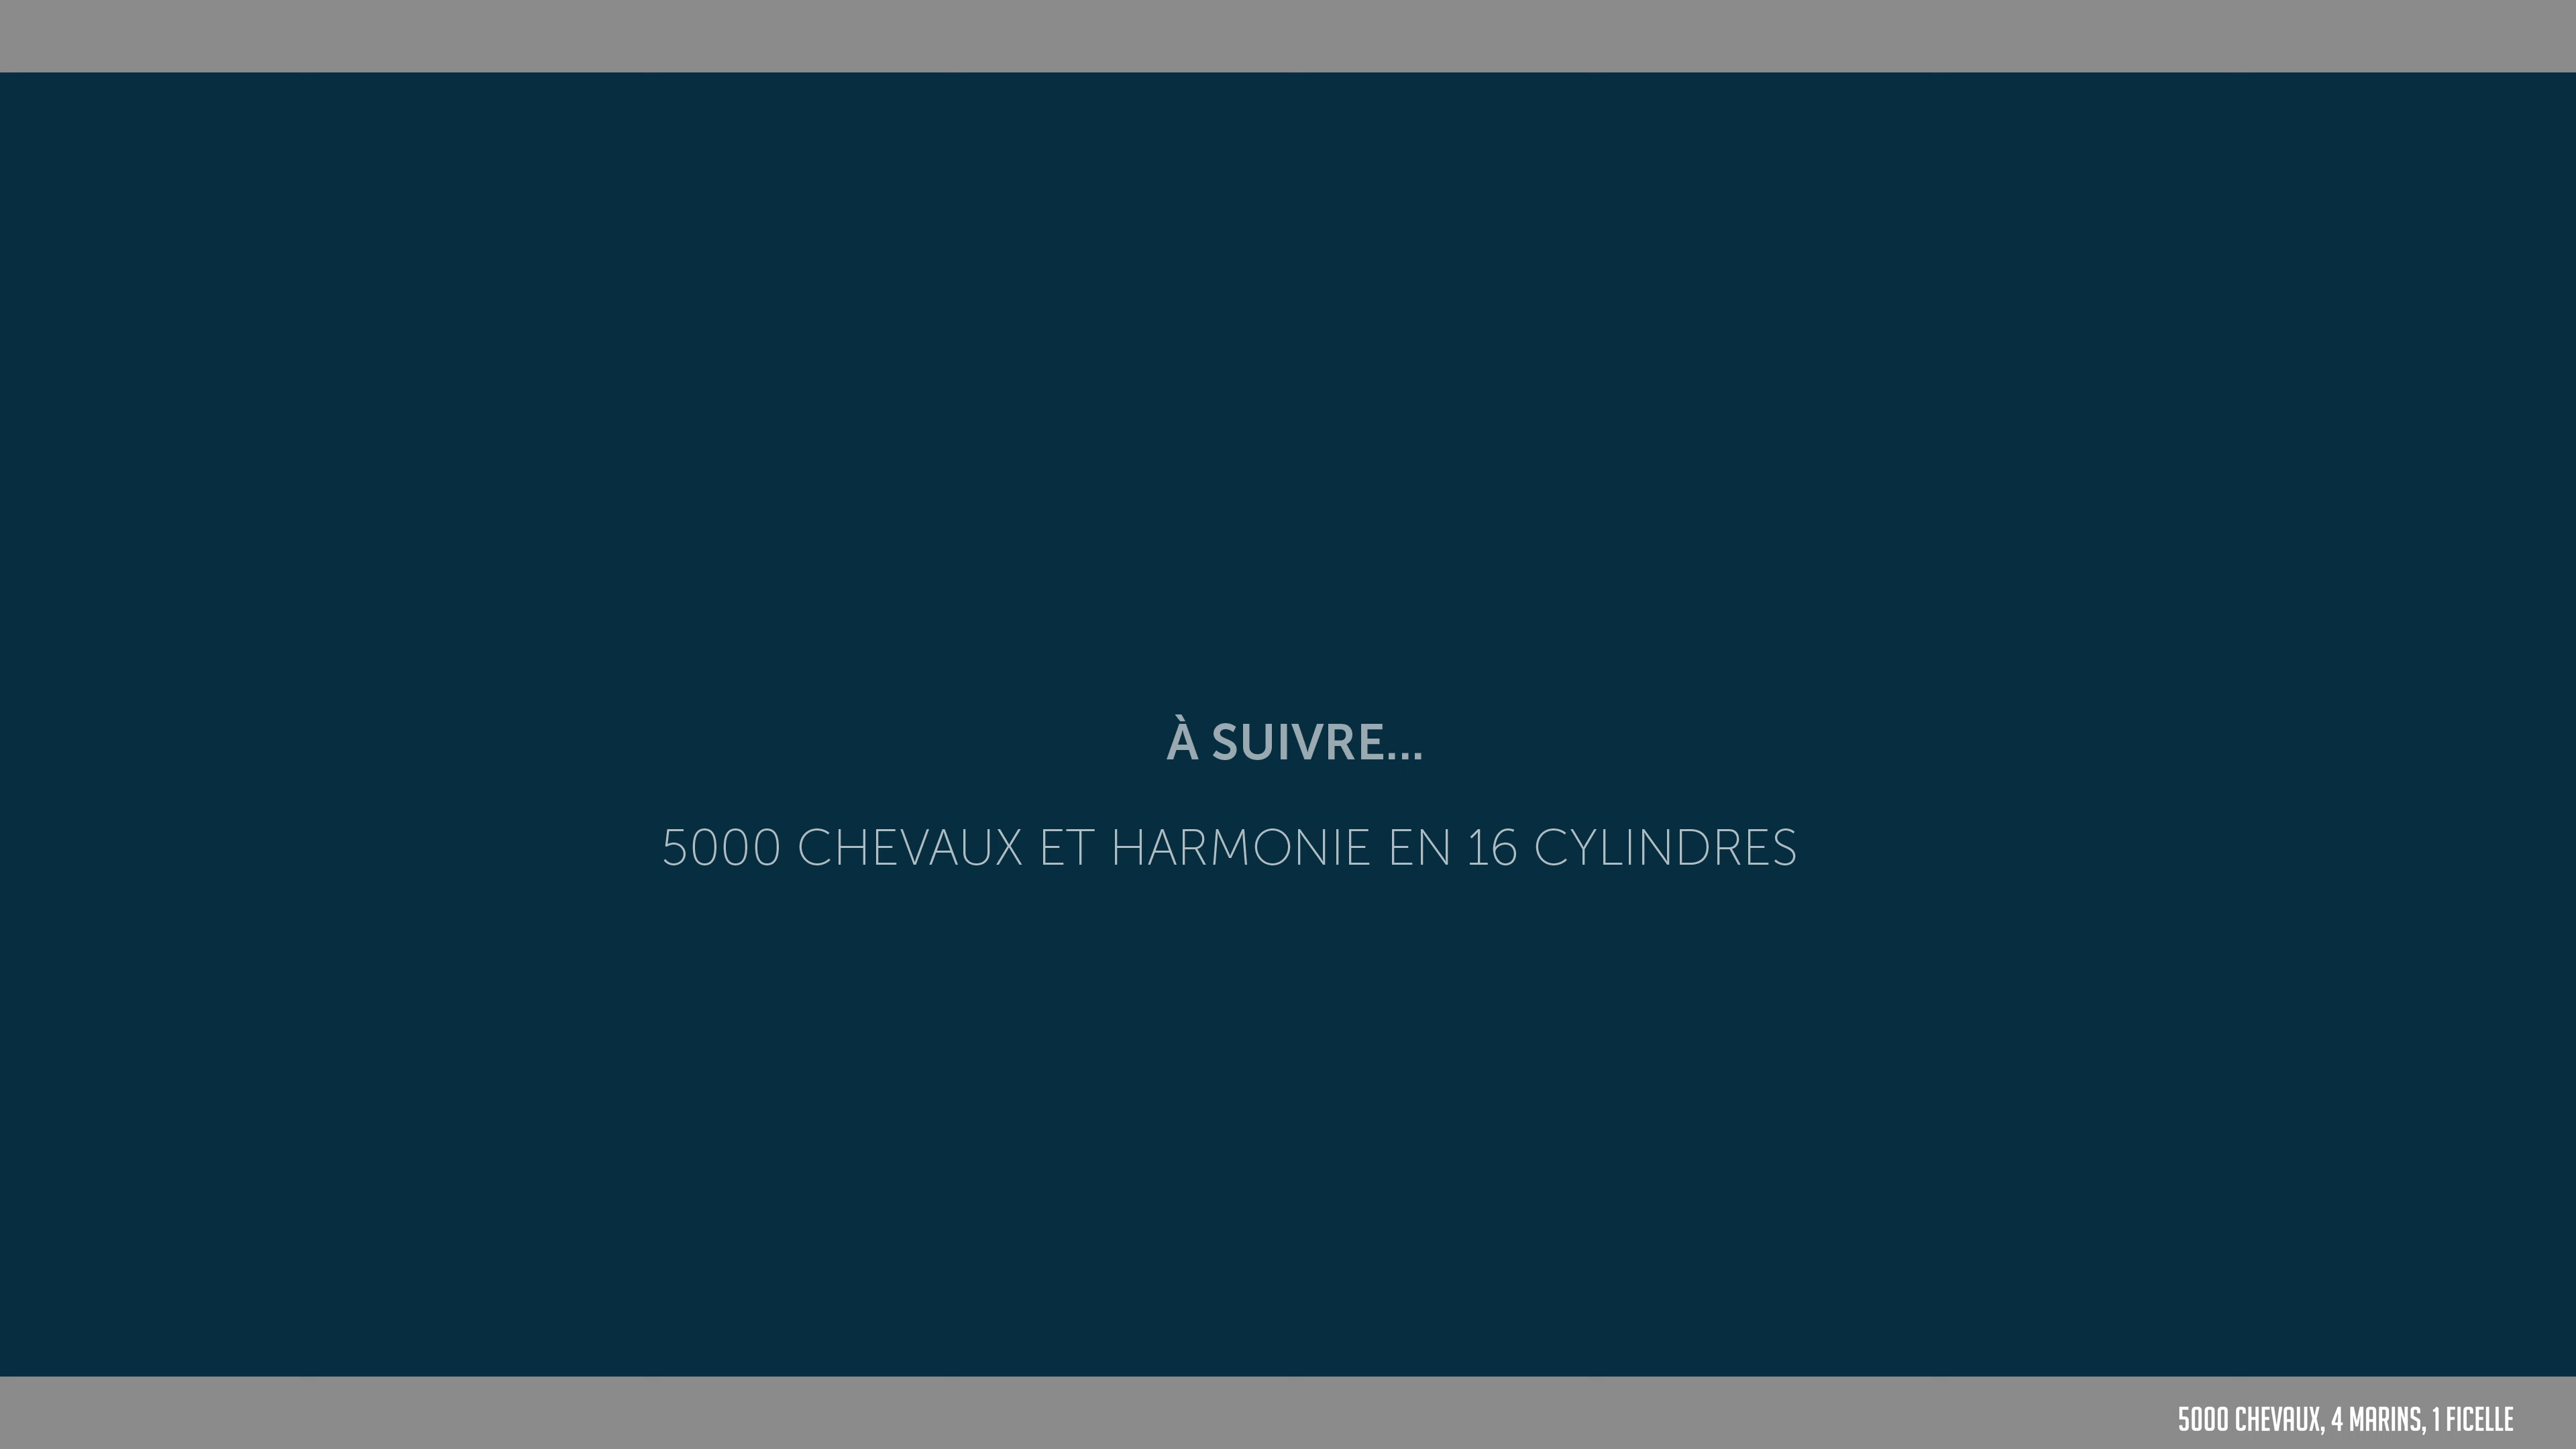 À SUIVRE...
5000 CHEVAUX ET HARMONIE EN 16 CYLINDRES
5000 CHEVAUX, 4 MARINS, 1 FICELLE